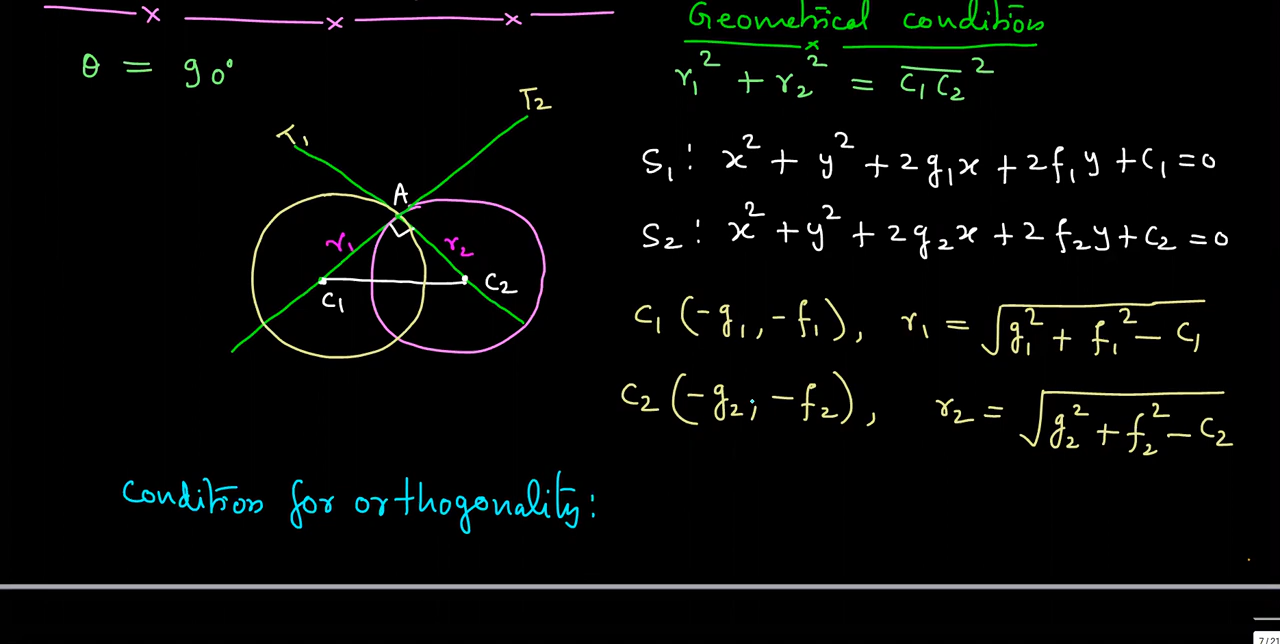 Geometrical condition
θ = 90°
r₁² + r₂² = C₁C₂²
T₂
T₁
S₁ : x² + y² + 2g₁x + 2f₁y + C₁ = 0
A
r₁
r₂
S₂ : x² + y² + 2g₂x + 2f₂y + C₂ = 0
C₂
C₁
C₁ (-g₁, -f₁), r₁ = √g₁² + f₁² - C₁
C₂ (-g₂, -f₂), r₂ = √g₂² + f₂² - C₂
Condition for orthogonality:
7/21